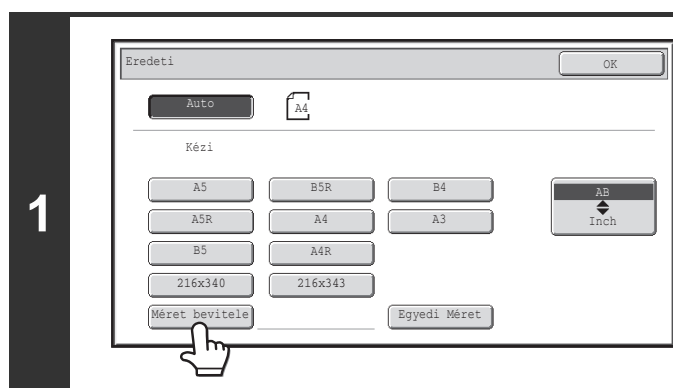 1
Eredeti
OK
Auto
A4
Kézi
A5 B5R B4
AB
Inch
A5R A4 A3
B5 A4R
216x340 216x343
Méret bevitele Egyedi Méret